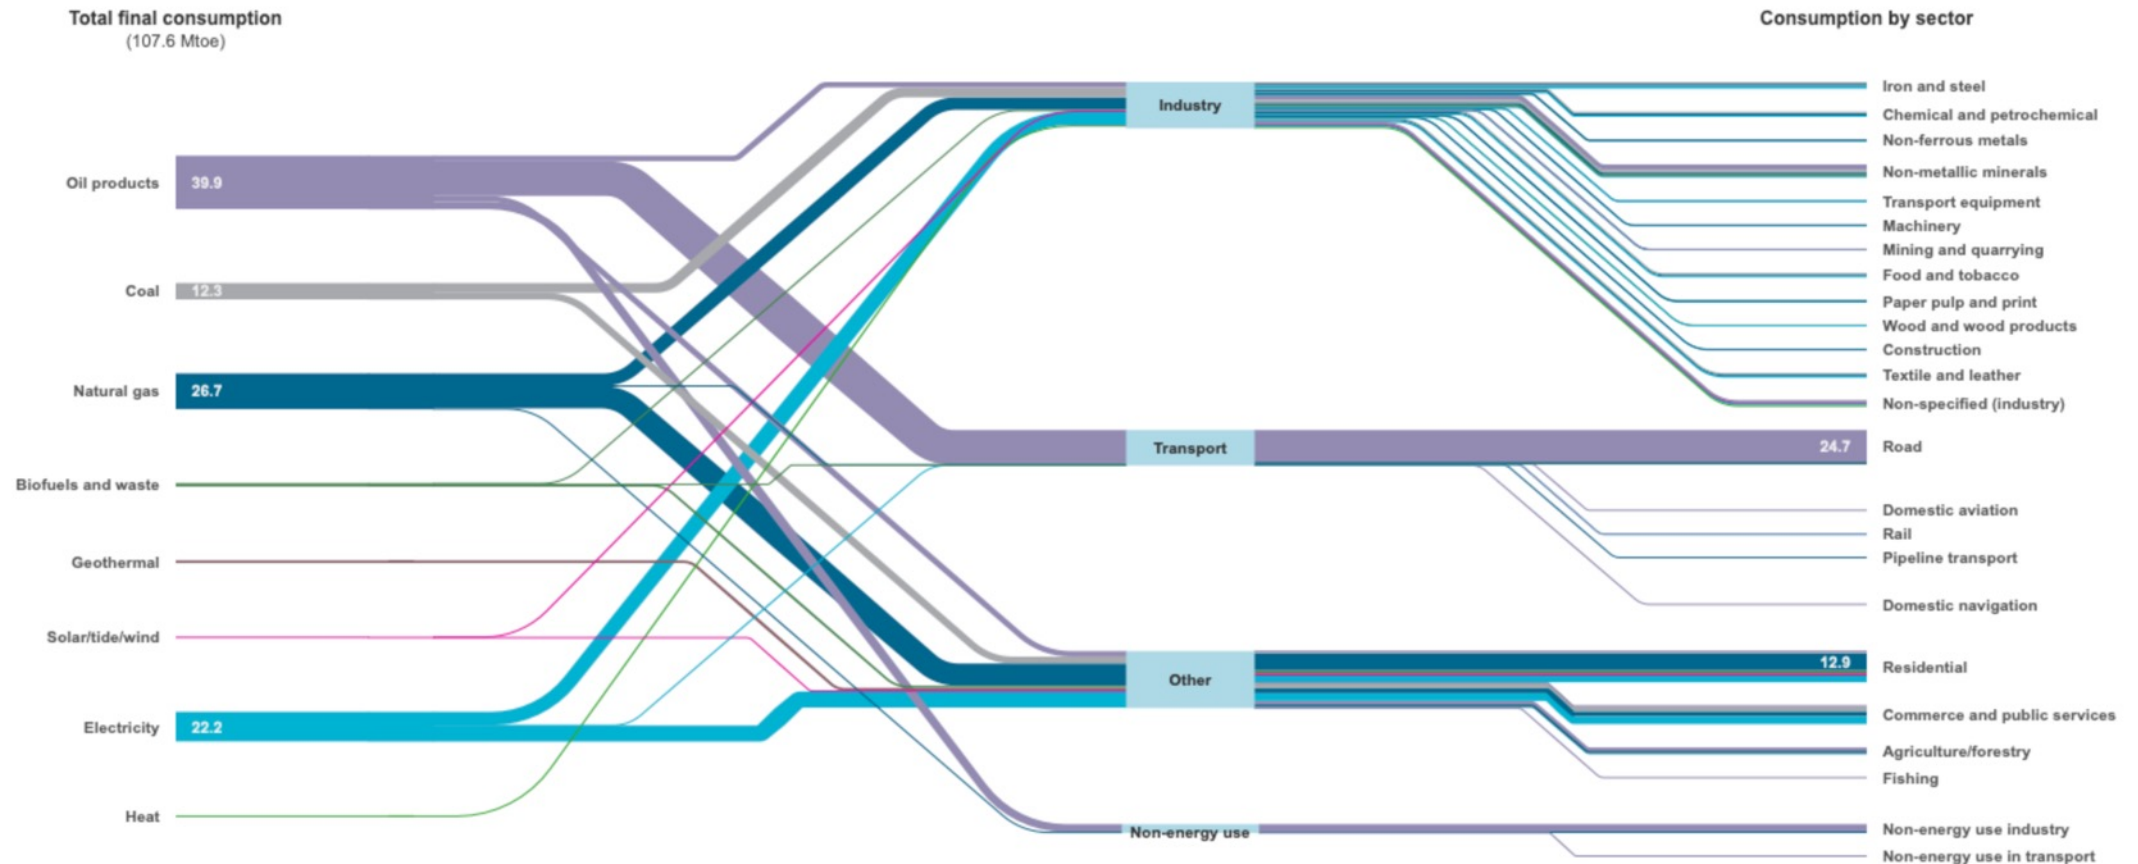 Total final consumption
(107.6 Mtoe)
Oil products
39.9
Coal
12.3
Natural gas
26.7
Biofuels and waste
Geothermal
Solar/tide/wind
Electricity
22.2
Heat
Industry
Transport
Other
Non-energy use
Consumption by sector
Iron and steel
Chemical and petrochemical
Non-ferrous metals
Non-metallic minerals
Transport equipment
Machinery
Mining and quarrying
Food and tobacco
Paper pulp and print
Wood and wood products
Construction
Textile and leather
Non-specified (industry)
24.7
Road
Domestic aviation
Rail
Pipeline transport
Domestic navigation
12.9
Residential
Commerce and public services
Agriculture/forestry
Fishing
Non-energy use industry
Non-energy use in transport